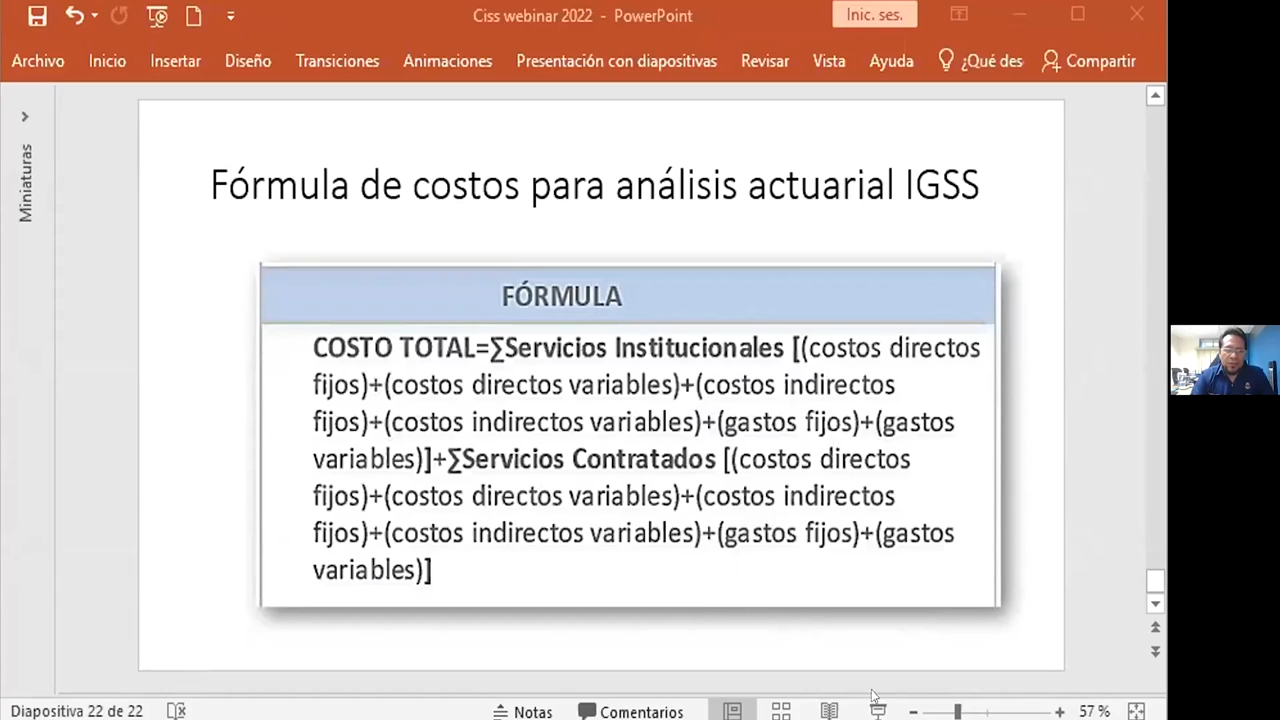 Ciss webinar 2022 - PowerPoint
Inic. ses.
Archivo Inicio Insertar Diseño Transiciones Animaciones Presentación con diapositivas Revisar Vista Ayuda ¿Qué des Compartir
Miniaturas
Fórmula de costos para análisis actuarial IGSS
FÓRMULA
COSTO TOTAL=∑Servicios Institucionales [(costos directos
fijos)+(costos directos variables)+(costos indirectos
fijos)+(costos indirectos variables)+(gastos fijos)+(gastos
variables)]+∑Servicios Contratados [(costos directos
fijos)+(costos directos variables)+(costos indirectos
fijos)+(costos indirectos variables)+(gastos fijos)+(gastos
variables)]
Diapositiva 22 de 22 Notas Comentarios 57 %